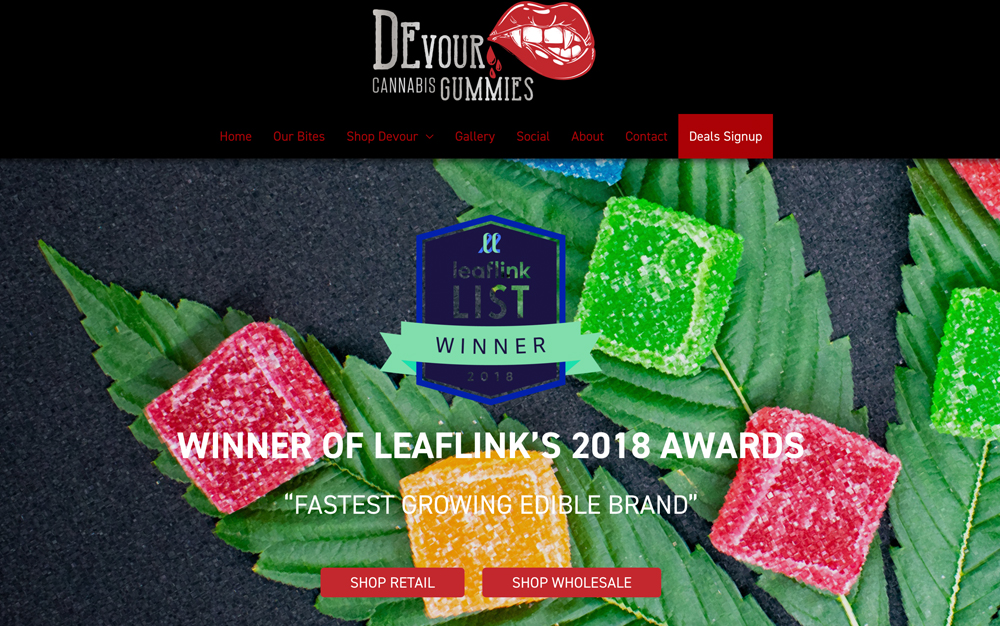 DEVOUR
CANNABIS GUMMIES
Home Our Bites Shop Devour Gallery Social About Contact Deals Signup
ll
leaflink
LIST
WINNER
2018
WINNER OF LEAFLINK’S 2018 AWARDS
“FASTEST GROWING EDIBLE BRAND”
SHOP RETAIL SHOP WHOLESALE